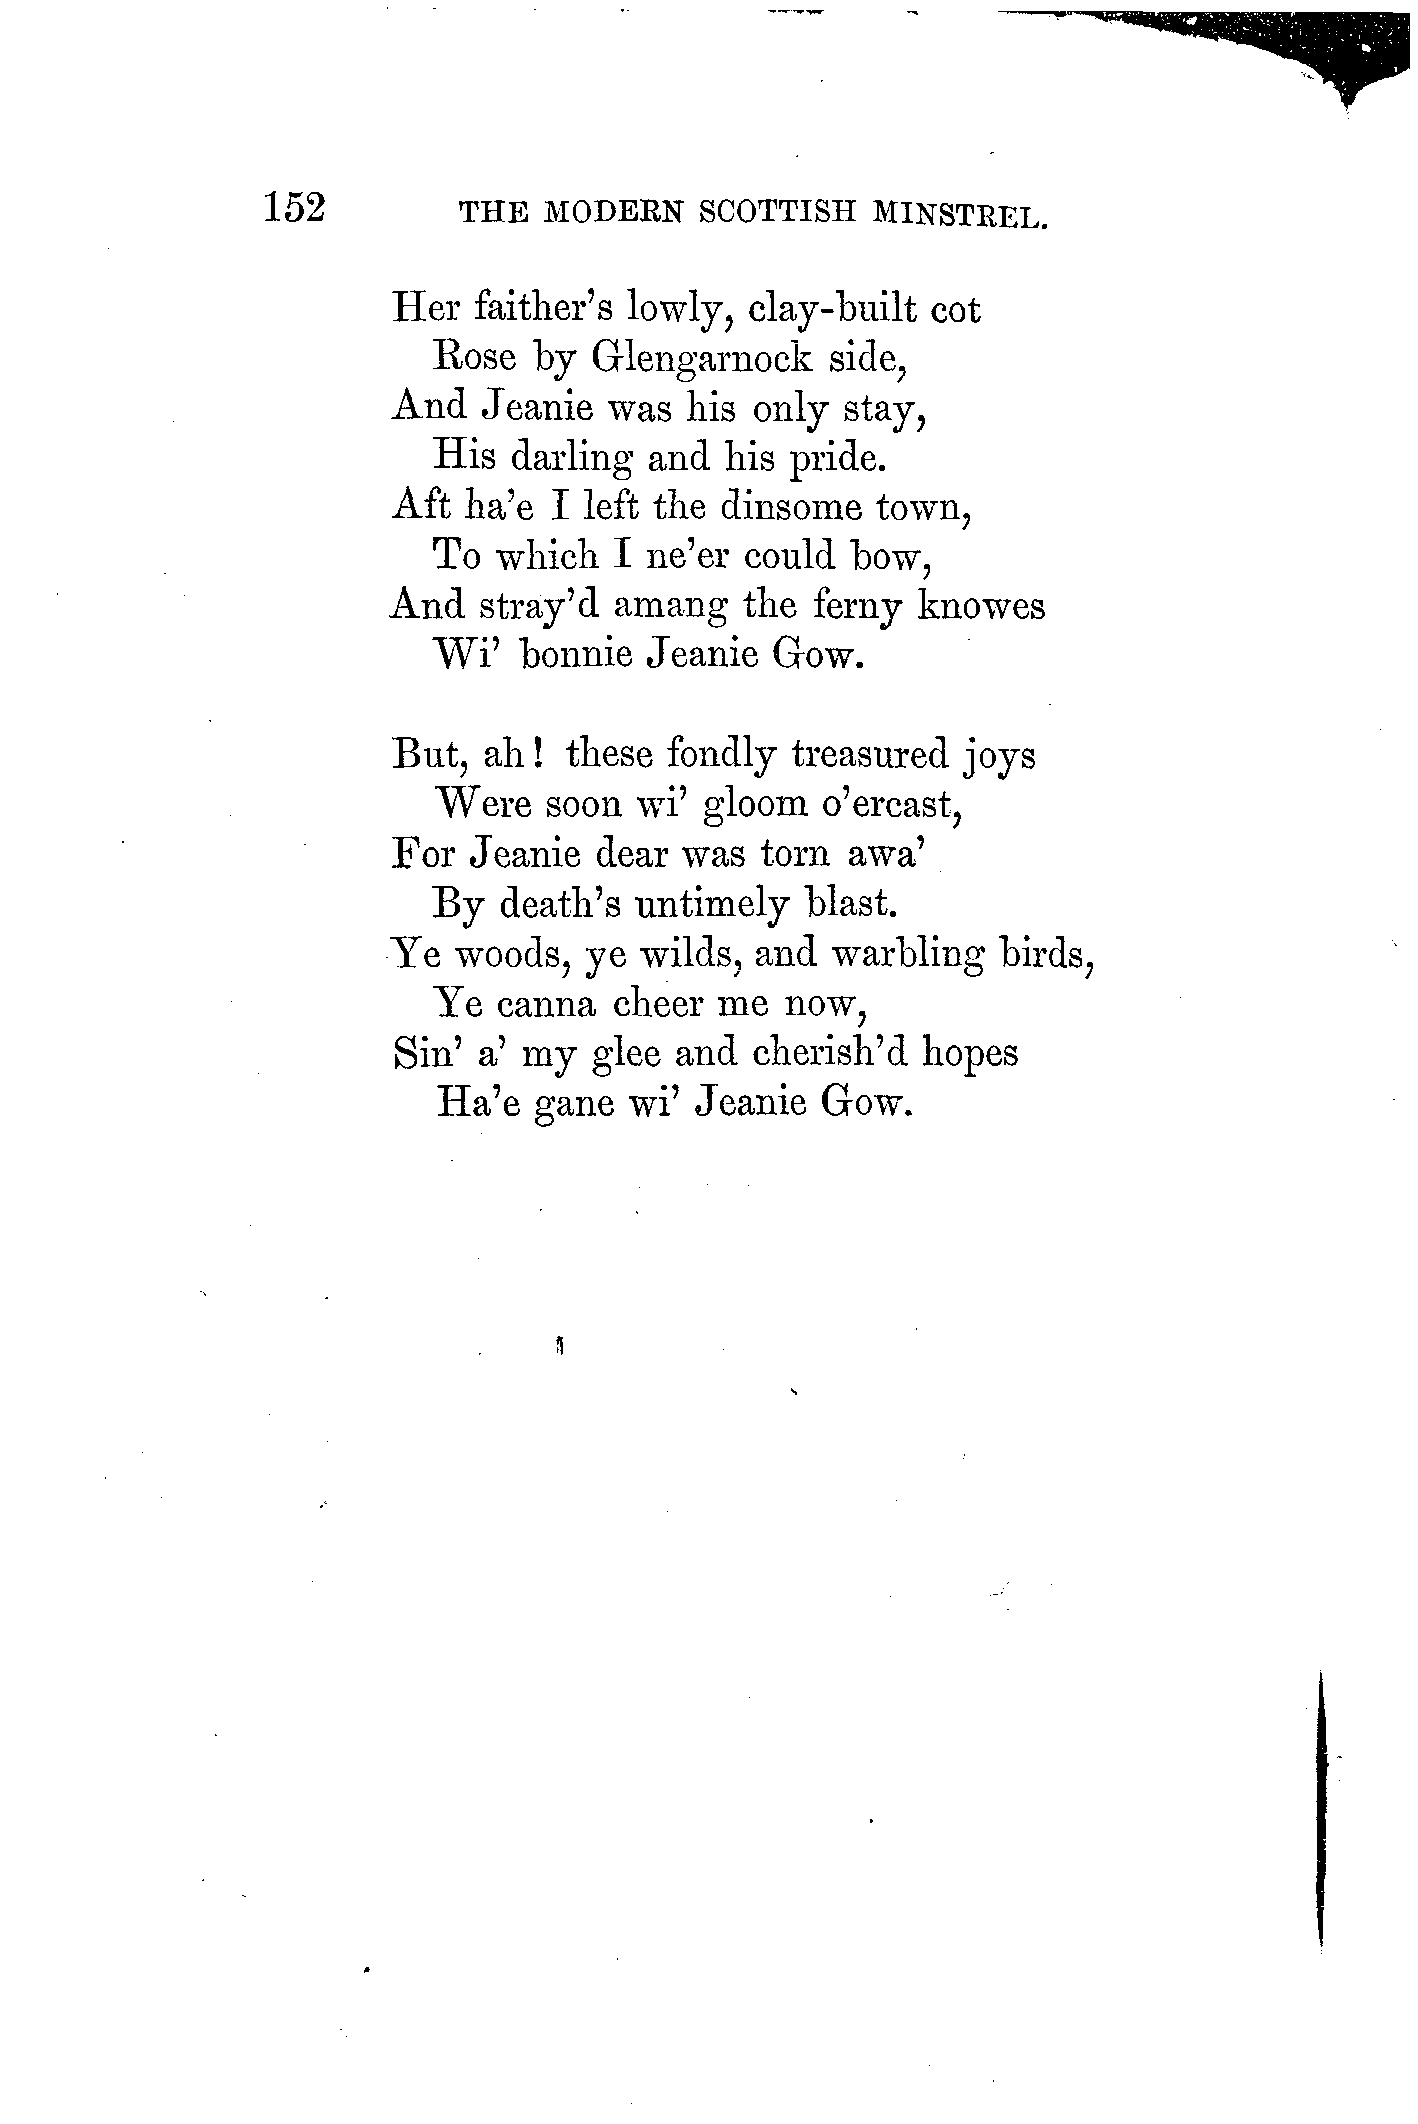 152 THE MODERN SCOTTISH MINSTREL.
Her faither's lowly, clay-built cot
Rose by Glengarnock side,
And Jeanie was his only stay,
His darling and his pride.
Aft ha'e I left the dinsome town,
To which I ne'er could bow,
And stray'd amang the ferny knowes
Wi' bonnie Jeanie Gow.
But, ah! these fondly treasured joys
Were soon wi' gloom o'ercast,
For Jeanie dear was torn awa'
By death's untimely blast.
Ye woods, ye wilds, and warbling birds,
Ye canna cheer me now,
Sin' a' my glee and cherish'd hopes
Ha'e gane wi' Jeanie Gow.